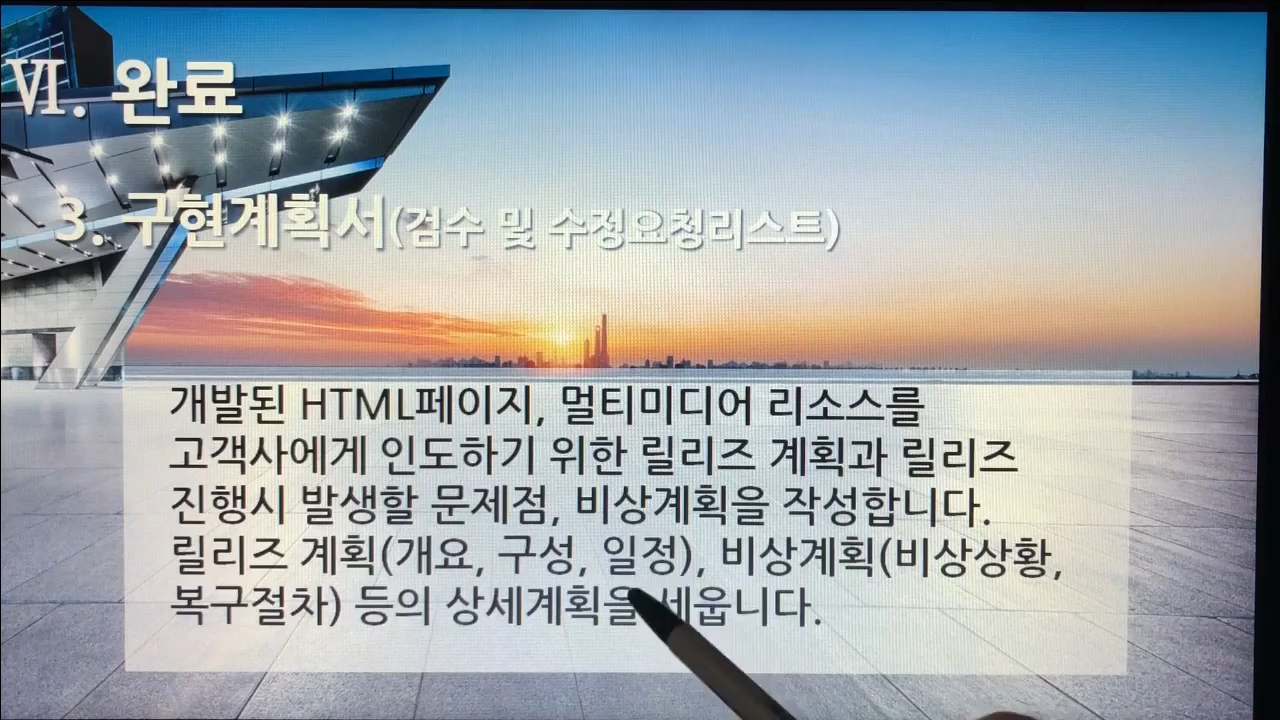 Ⅵ. 완료
3. 구현계획서(검수 및 수정요청리스트)
개발된 HTML페이지, 멀티미디어 리소스를
고객사에게 인도하기 위한 릴리즈 계획과 릴리즈
진행시 발생할 문제점, 비상계획을 작성합니다.
릴리즈 계획(개요, 구성, 일정), 비상계획(비상상황,
복구절차) 등의 상세계획을 세웁니다.